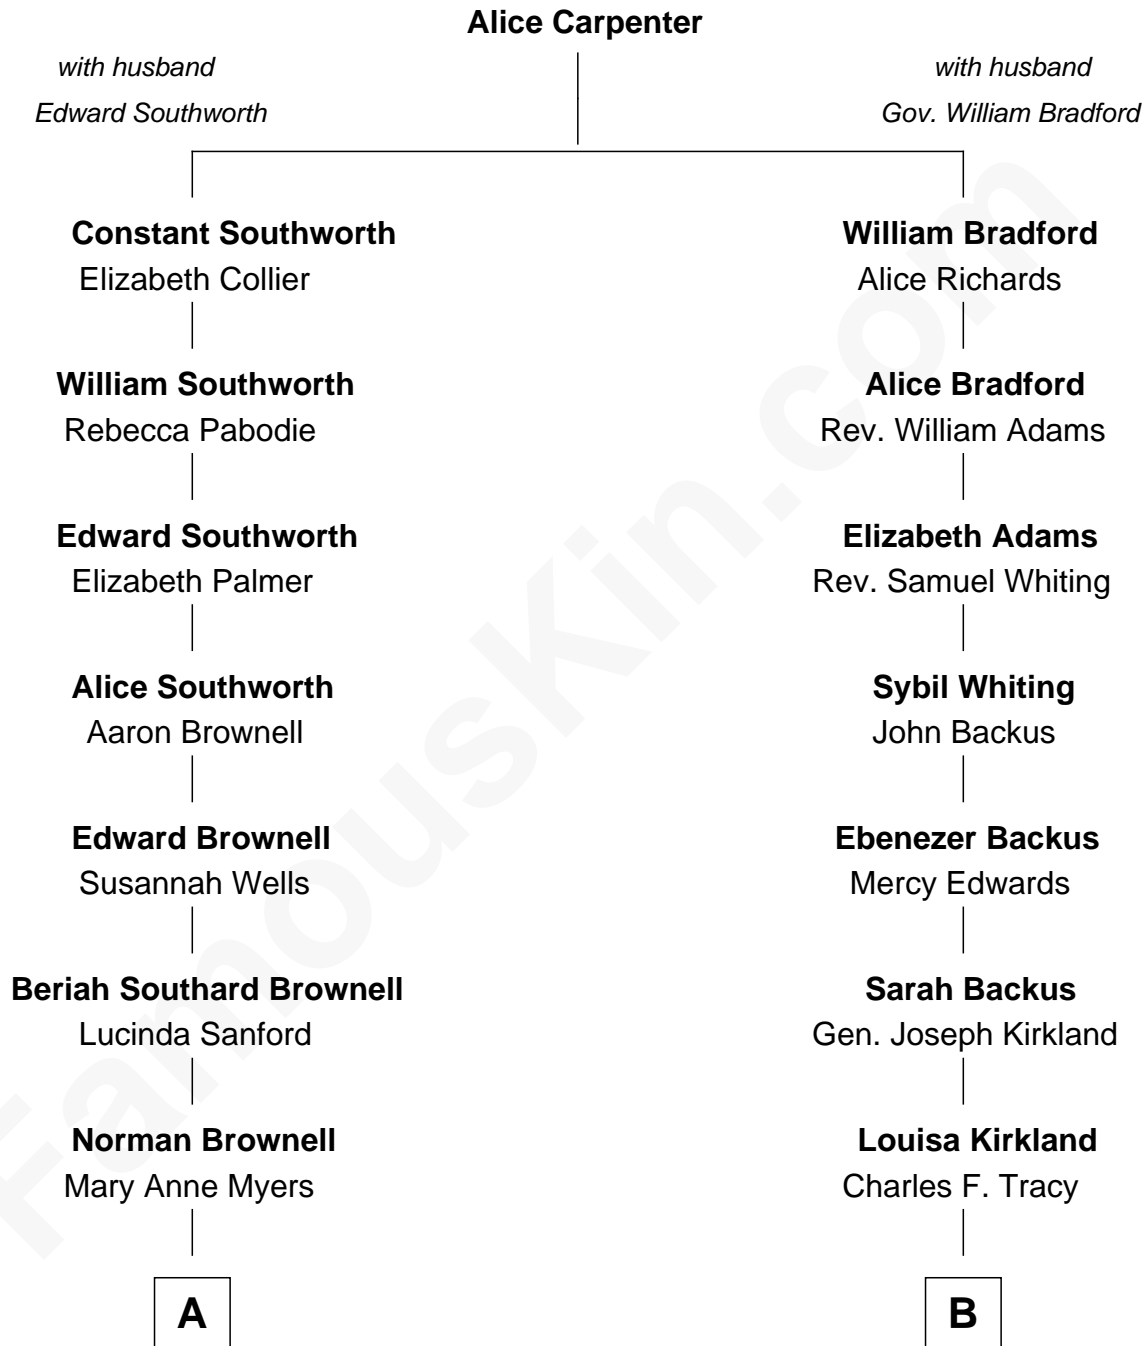 Alice Carpenter
with husband
Edward Southworth
with husband
Gov. William Bradford
Constant Southworth
Elizabeth Collier
William Bradford
Alice Richards
William Southworth
Rebecca Pabodie
Alice Bradford
Rev. William Adams
Edward Southworth
Elizabeth Palmer
Elizabeth Adams
Rev. Samuel Whiting
Alice Southworth
Aaron Brownell
Sybil Whiting
John Backus
Edward Brownell
Susannah Wells
Ebenezer Backus
Mercy Edwards
Beriah Southard Brownell
Lucinda Sanford
Sarah Backus
Gen. Joseph Kirkland
Norman Brownell
Mary Anne Myers
Louisa Kirkland
Charles F. Tracy
A
B
FamousKin.com